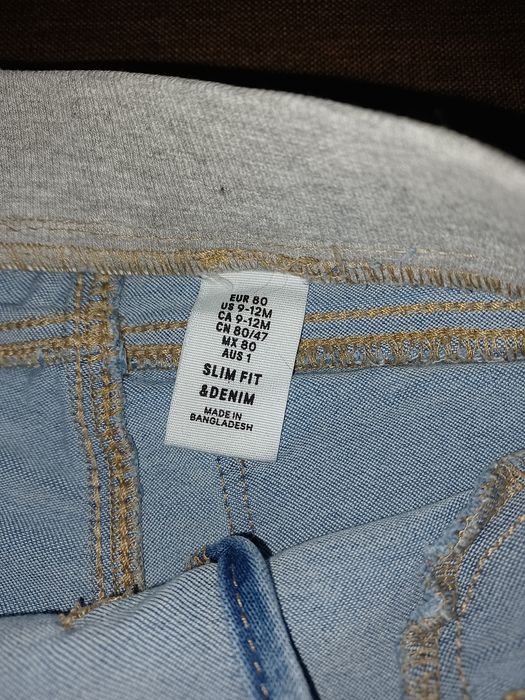 EUR 80
US 9-12M
CA 9-12M
CN 80/47
MX 80
AUS 1
SLIM FIT
&DENIM
MADE IN
BANGLADESH